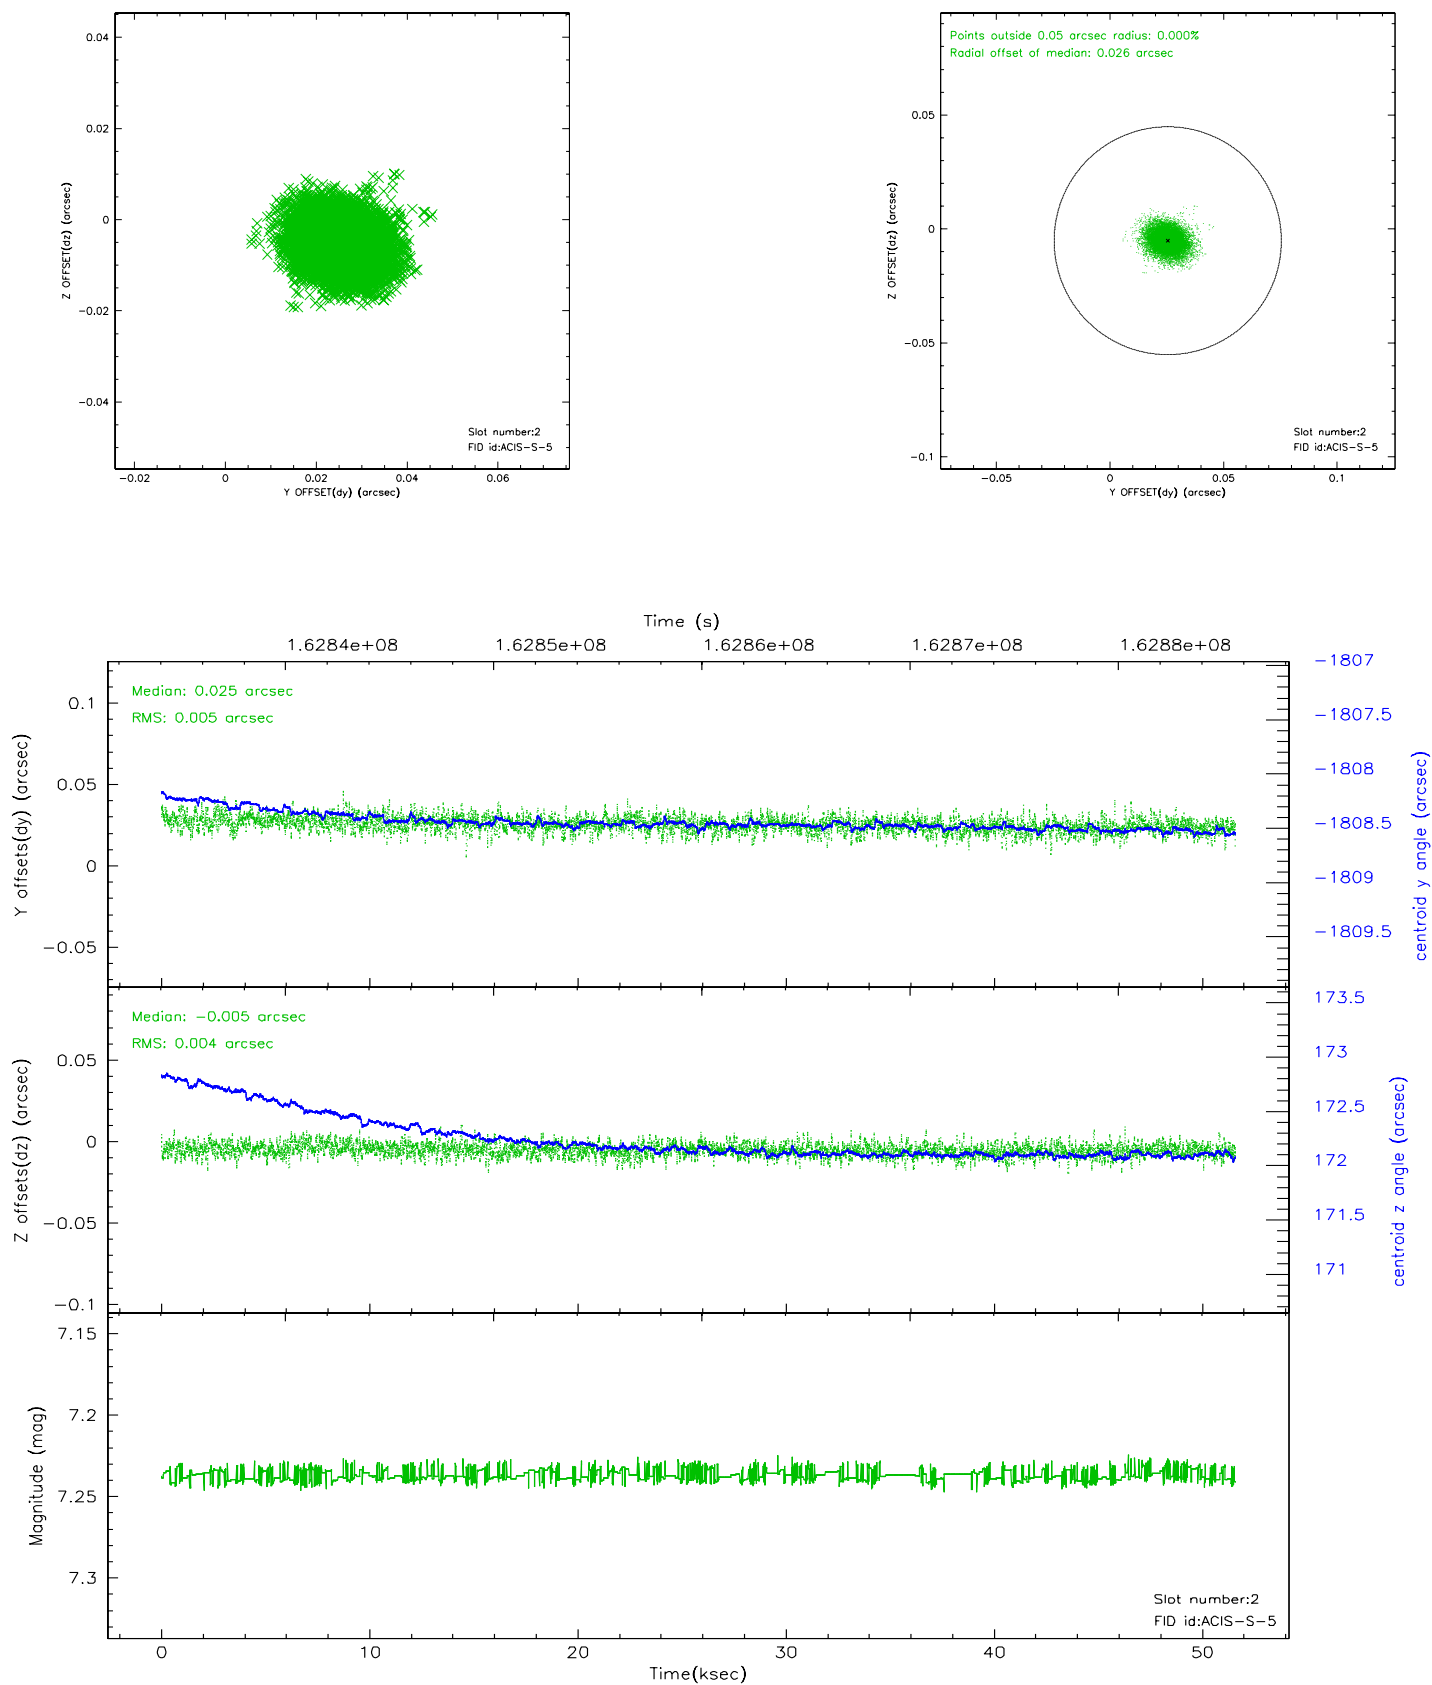 0.04
0.02
0
-0.02
-0.04
Z OFFSET(dz) (arcsec)
Slot number:2
FID id:ACIS-S-5
-0.02 0 0.02 0.04 0.06
Y OFFSET(dy) (arcsec)
Points outside 0.05 arcsec radius: 0.000%
Radial offset of median: 0.026 arcsec
0.05
0
-0.05
-0.1
Z OFFSET(dz) (arcsec)
Slot number:2
FID id:ACIS-S-5
-0.05 0 0.05 0.1
Y OFFSET(dy) (arcsec)
Time (s)
1.6284e+08 1.6285e+08 1.6286e+08 1.6287e+08 1.6288e+08
Median: 0.025 arcsec
RMS: 0.005 arcsec
0.1
0.05
0
-0.05
Y offsets(dy) (arcsec)
-1807
-1807.5
-1808
-1808.5
-1809
-1809.5
centroid y angle (arcsec)
Median: -0.005 arcsec
RMS: 0.004 arcsec
0.05
0
-0.05
-0.1
Z offsets(dz) (arcsec)
173.5
173
172.5
172
171.5
171
centroid z angle (arcsec)
7.15
7.2
7.25
7.3
Magnitude (mag)
Slot number:2
FID id:ACIS-S-5
0 10 20 30 40 50
Time(ksec)